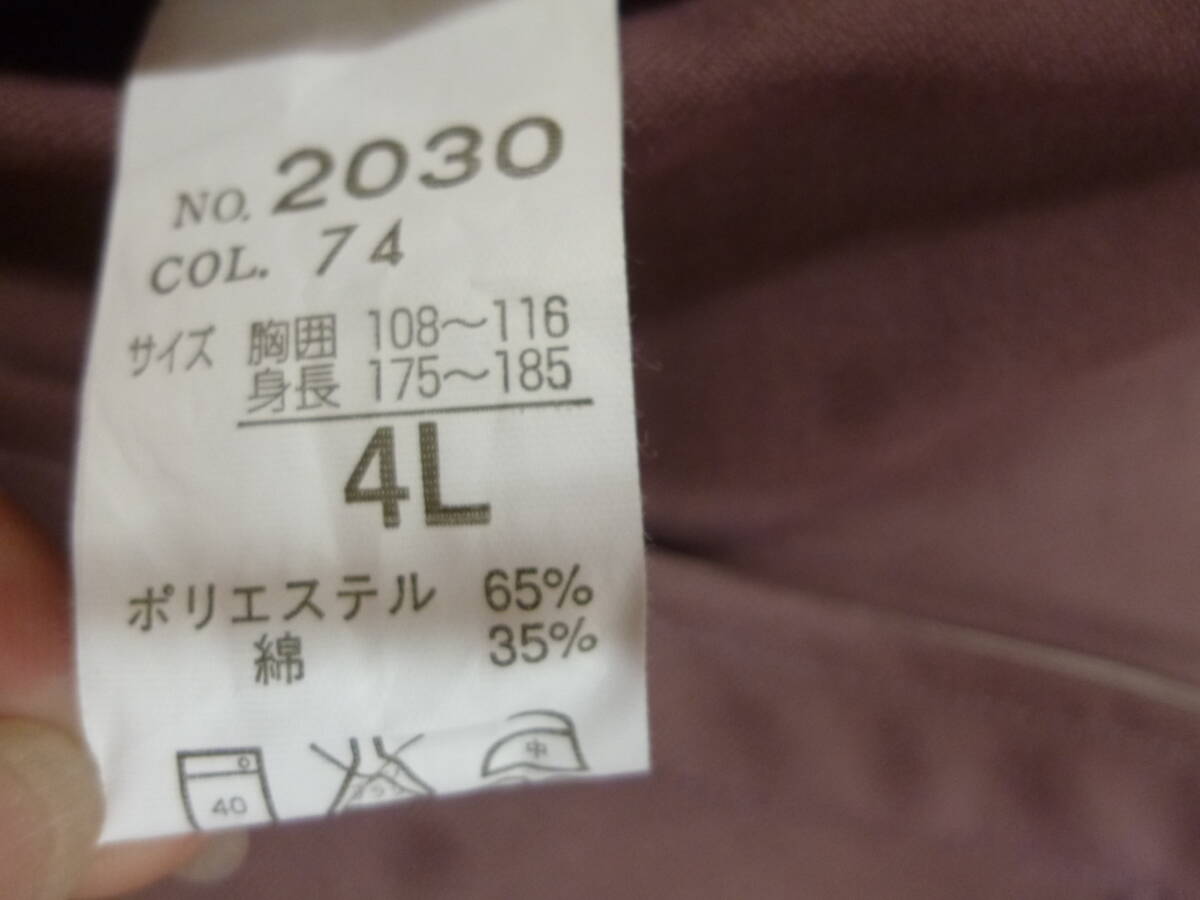 NO. 2030
COL. 74
サイズ 胸囲 108～116
身長 175～185
4L
ポリエステル 65%
綿 35%
40
中